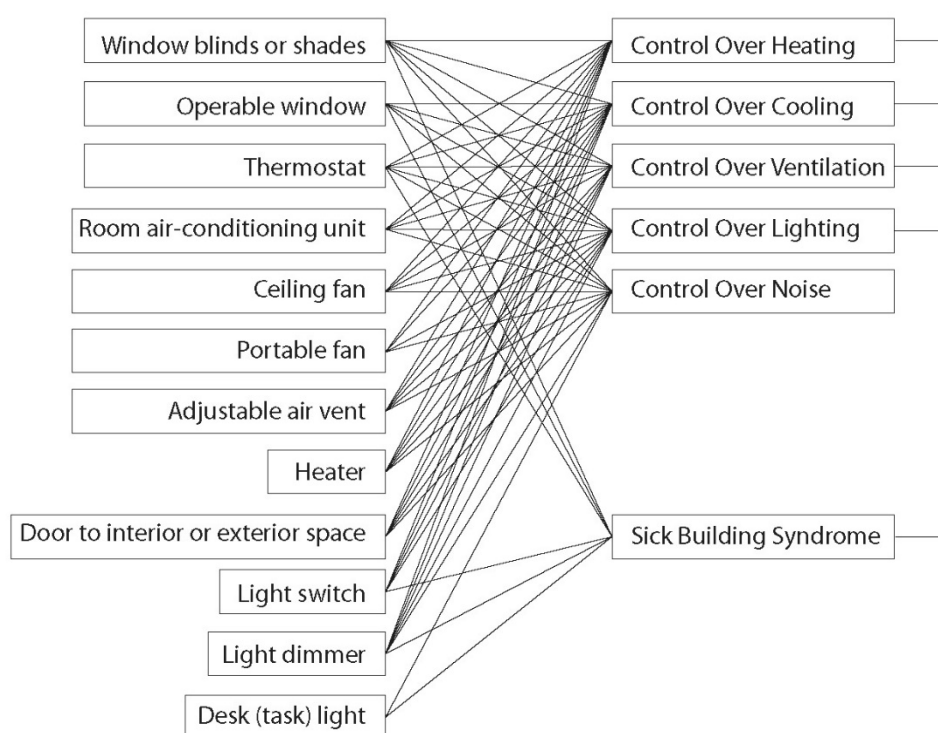 Window blinds or shades
Operable window
Thermostat
Room air-conditioning unit
Ceiling fan
Portable fan
Adjustable air vent
Heater
Door to interior or exterior space
Light switch
Light dimmer
Desk (task) light
Control Over Heating
Control Over Cooling
Control Over Ventilation
Control Over Lighting
Control Over Noise
Sick Building Syndrome